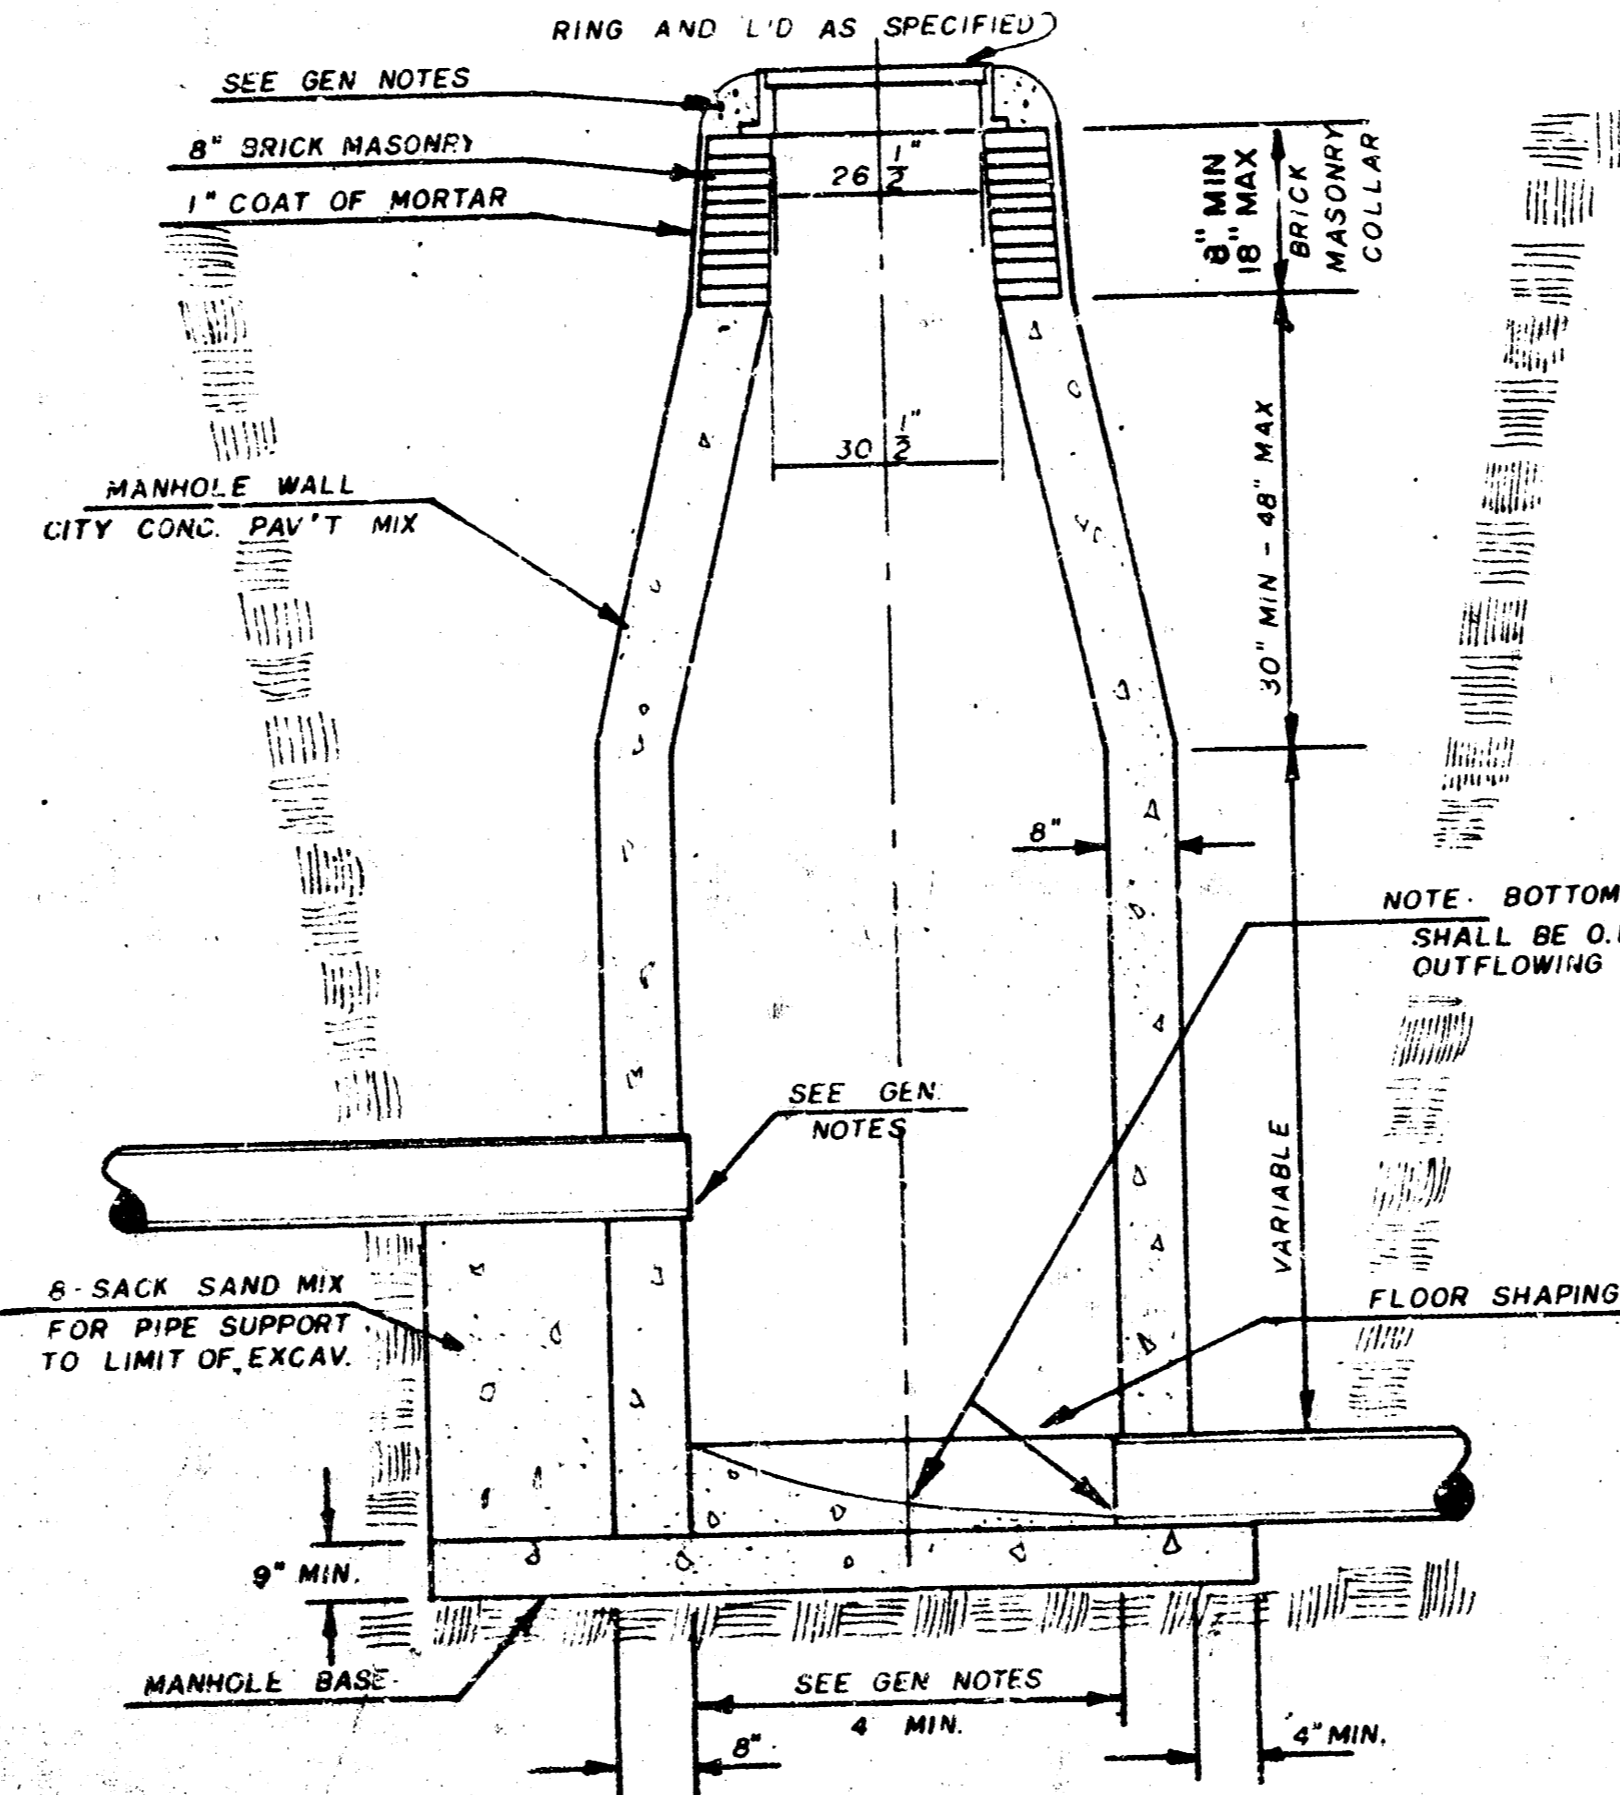 RING AND L'D AS SPECIFIED
SEE GEN NOTES
8" BRICK MASONRY
1" COAT OF MORTAR
26 1/2"
8" MIN
18" MAX
BRICK
MASONRY
COLLAR
30 1/2"
MANHOLE WALL
CITY CONC. PAV'T MIX
30" MIN - 48" MAX
8"
NOTE. BOTTOM
SHALL BE
OUTFLOWING
SEE GEN.
NOTES
VARIABLE
8-SACK SAND MIX
FOR PIPE SUPPORT
TO LIMIT OF EXCAV.
FLOOR SHAPING
9" MIN.
MANHOLE BASE
SEE GEN NOTES
4 MIN.
8"
4" MIN.